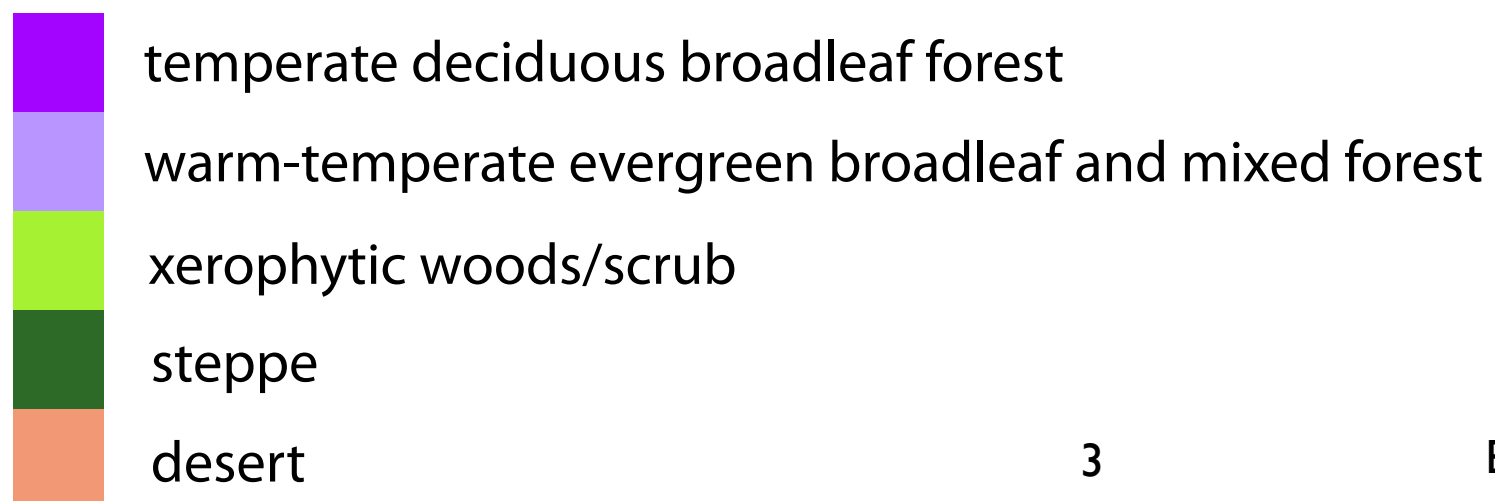 temperate deciduous broadleaf forest
warm-temperate evergreen broadleaf and mixed forest
xerophytic woods/scrub
steppe
desert
3